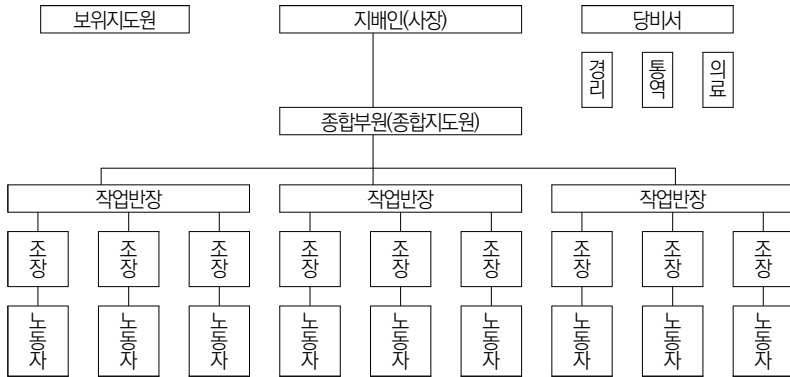 보위지도원
지배인(사장)
당비서
경리
통역
의료
종합부원(종합지도원)
작업반장
작업반장
작업반장
조장
조장
조장
조장
조장
조장
조장
조장
조장
노동자
노동자
노동자
노동자
노동자
노동자
노동자
노동자
노동자